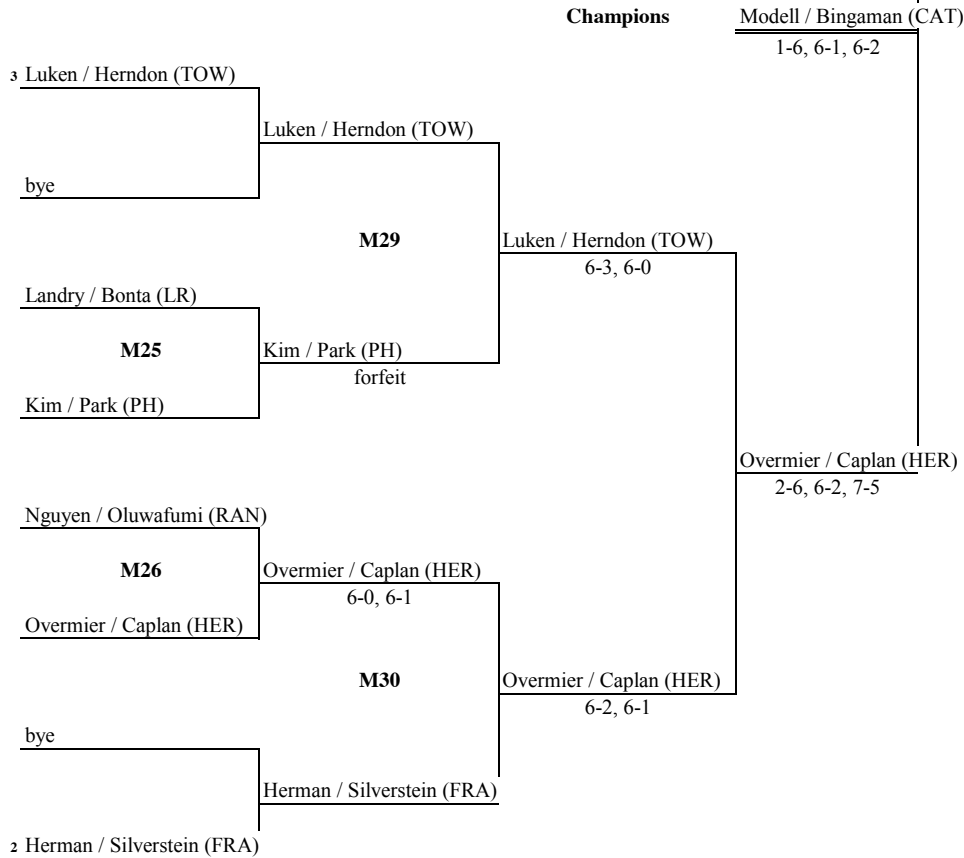 Champions Modell / Bingaman (CAT)
1-6, 6-1, 6-2
3 Luken / Herndon (TOW)
Luken / Herndon (TOW)
bye
M29 Luken / Herndon (TOW)
6-3, 6-0
Landry / Bonta (LR)
M25 Kim / Park (PH)
forfeit
Kim / Park (PH)
Overmier / Caplan (HER)
2-6, 6-2, 7-5
Nguyen / Oluwafumi (RAN)
M26 Overmier / Caplan (HER)
6-0, 6-1
Overmier / Caplan (HER)
M30 Overmier / Caplan (HER)
6-2, 6-1
bye
Herman / Silverstein (FRA)
2 Herman / Silverstein (FRA)